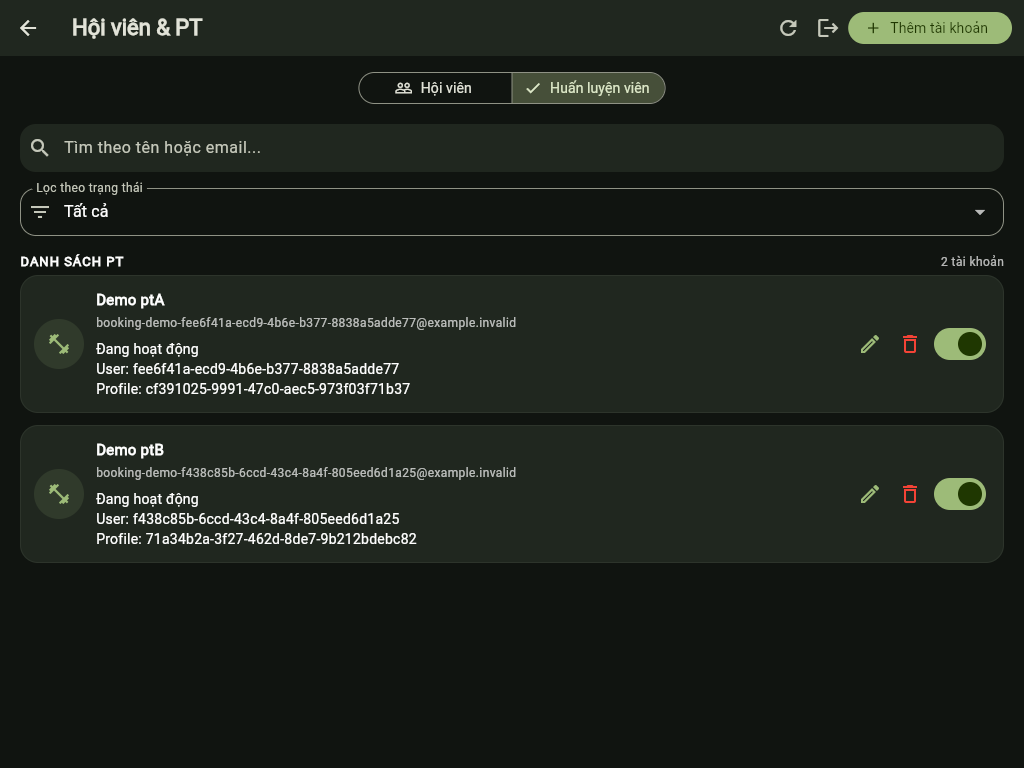 Hội viên & PT
Thêm tài khoản
Hội viên
Huấn luyện viên
Tìm theo tên hoặc email...
Lọc theo trạng thái
Tất cả
DANH SÁCH PT
2 tài khoản
Demo ptA
booking-demo-fee6f41a-ecd9-4b6e-b377-8838a5adde77@example.invalid
Đang hoạt động
User: fee6f41a-ecd9-4b6e-b377-8838a5adde77
Profile: cf391025-9991-47c0-aec5-973f03f71b37
Demo ptB
booking-demo-f438c85b-6ccd-43c4-8a4f-805eed6d1a25@example.invalid
Đang hoạt động
User: f438c85b-6ccd-43c4-8a4f-805eed6d1a25
Profile: 71a34b2a-3f27-462d-8de7-9b212bdebc82